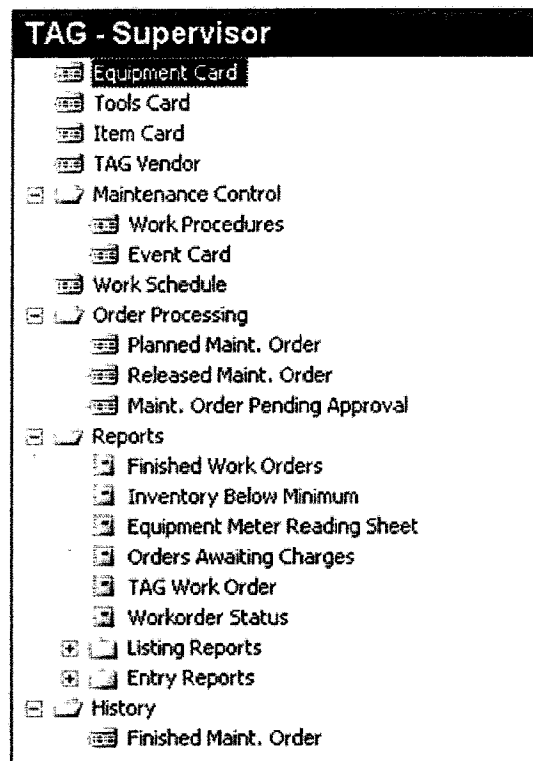 TAG - Supervisor
Equipment Card
Tools Card
Item Card
TAG Vendor
Maintenance Control
Work Procedures
Event Card
Work Schedule
Order Processing
Planned Maint. Order
Released Maint. Order
Maint. Order Pending Approval
Reports
Finished Work Orders
Inventory Below Minimum
Equipment Meter Reading Sheet
Orders Awaiting Charges
TAG Work Order
Workorder Status
Listing Reports
Entry Reports
History
Finished Maint. Order